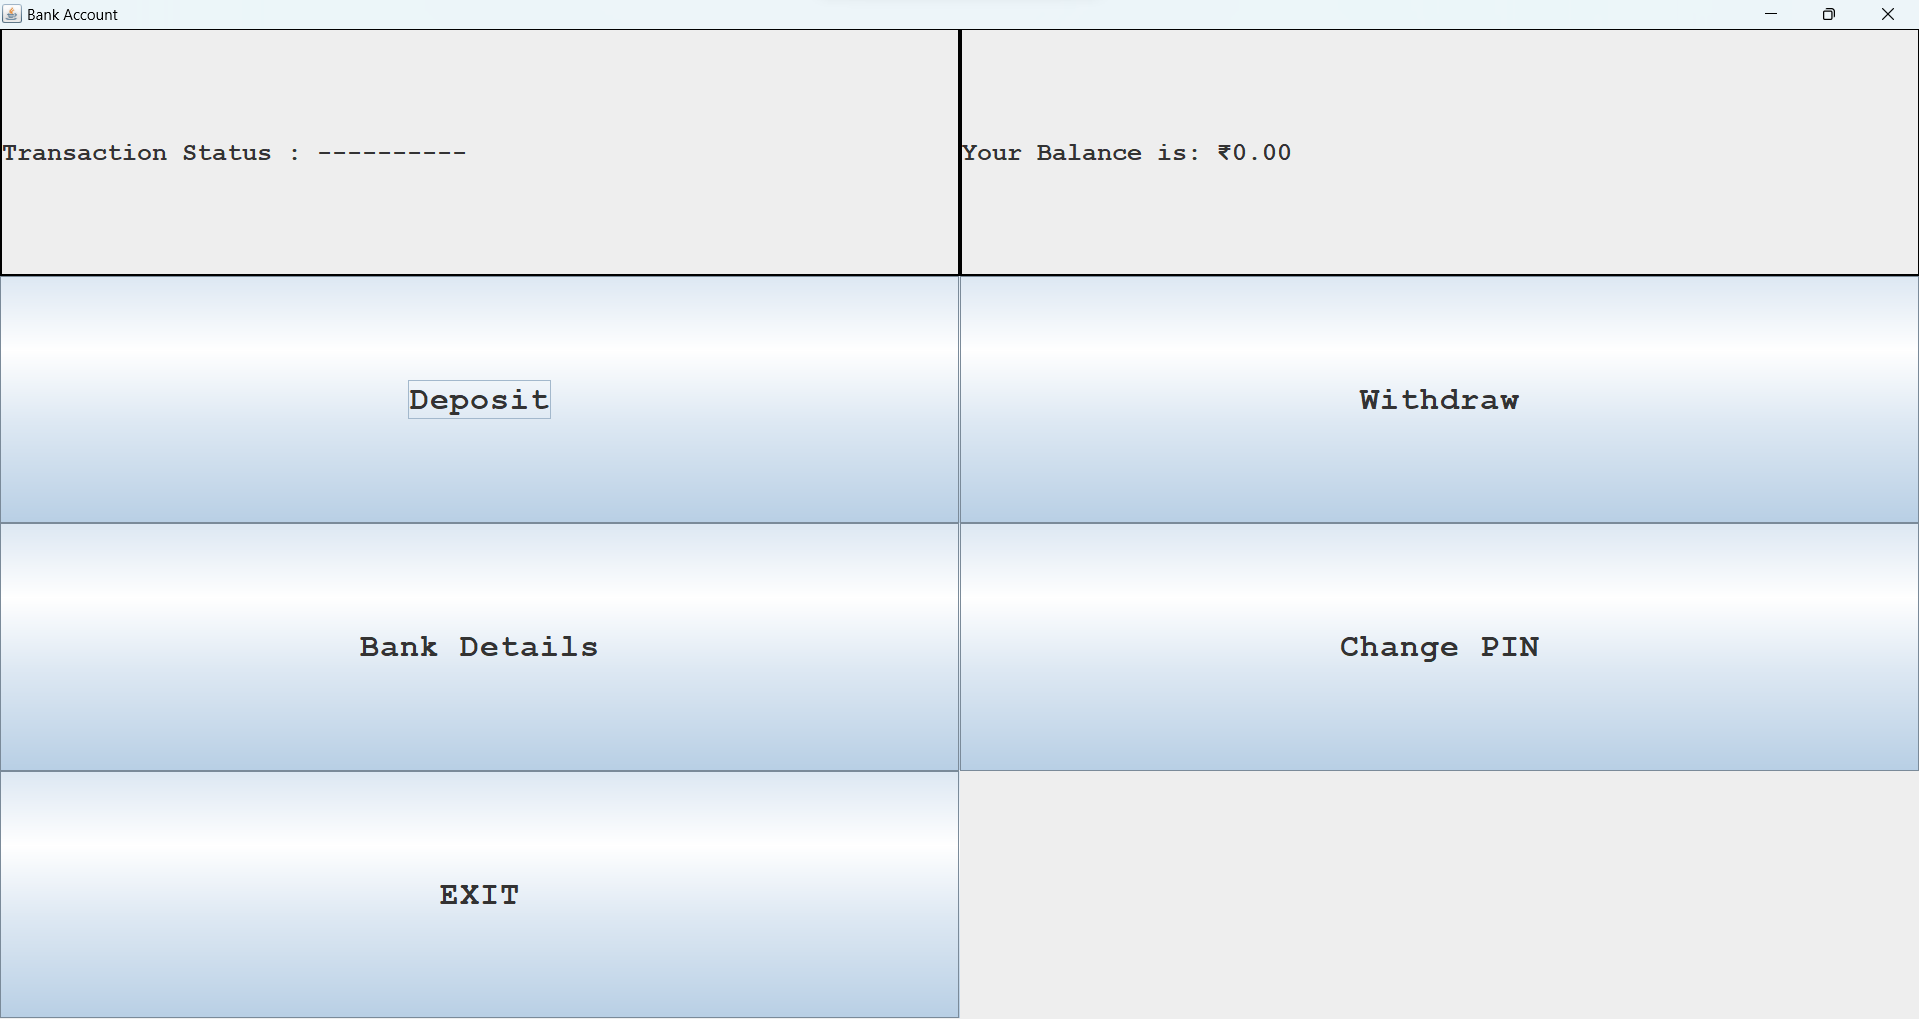 Bank Account
Transaction Status : ----------
Your Balance is: ₹0.00
Deposit
Withdraw
Bank Details
Change PIN
EXIT